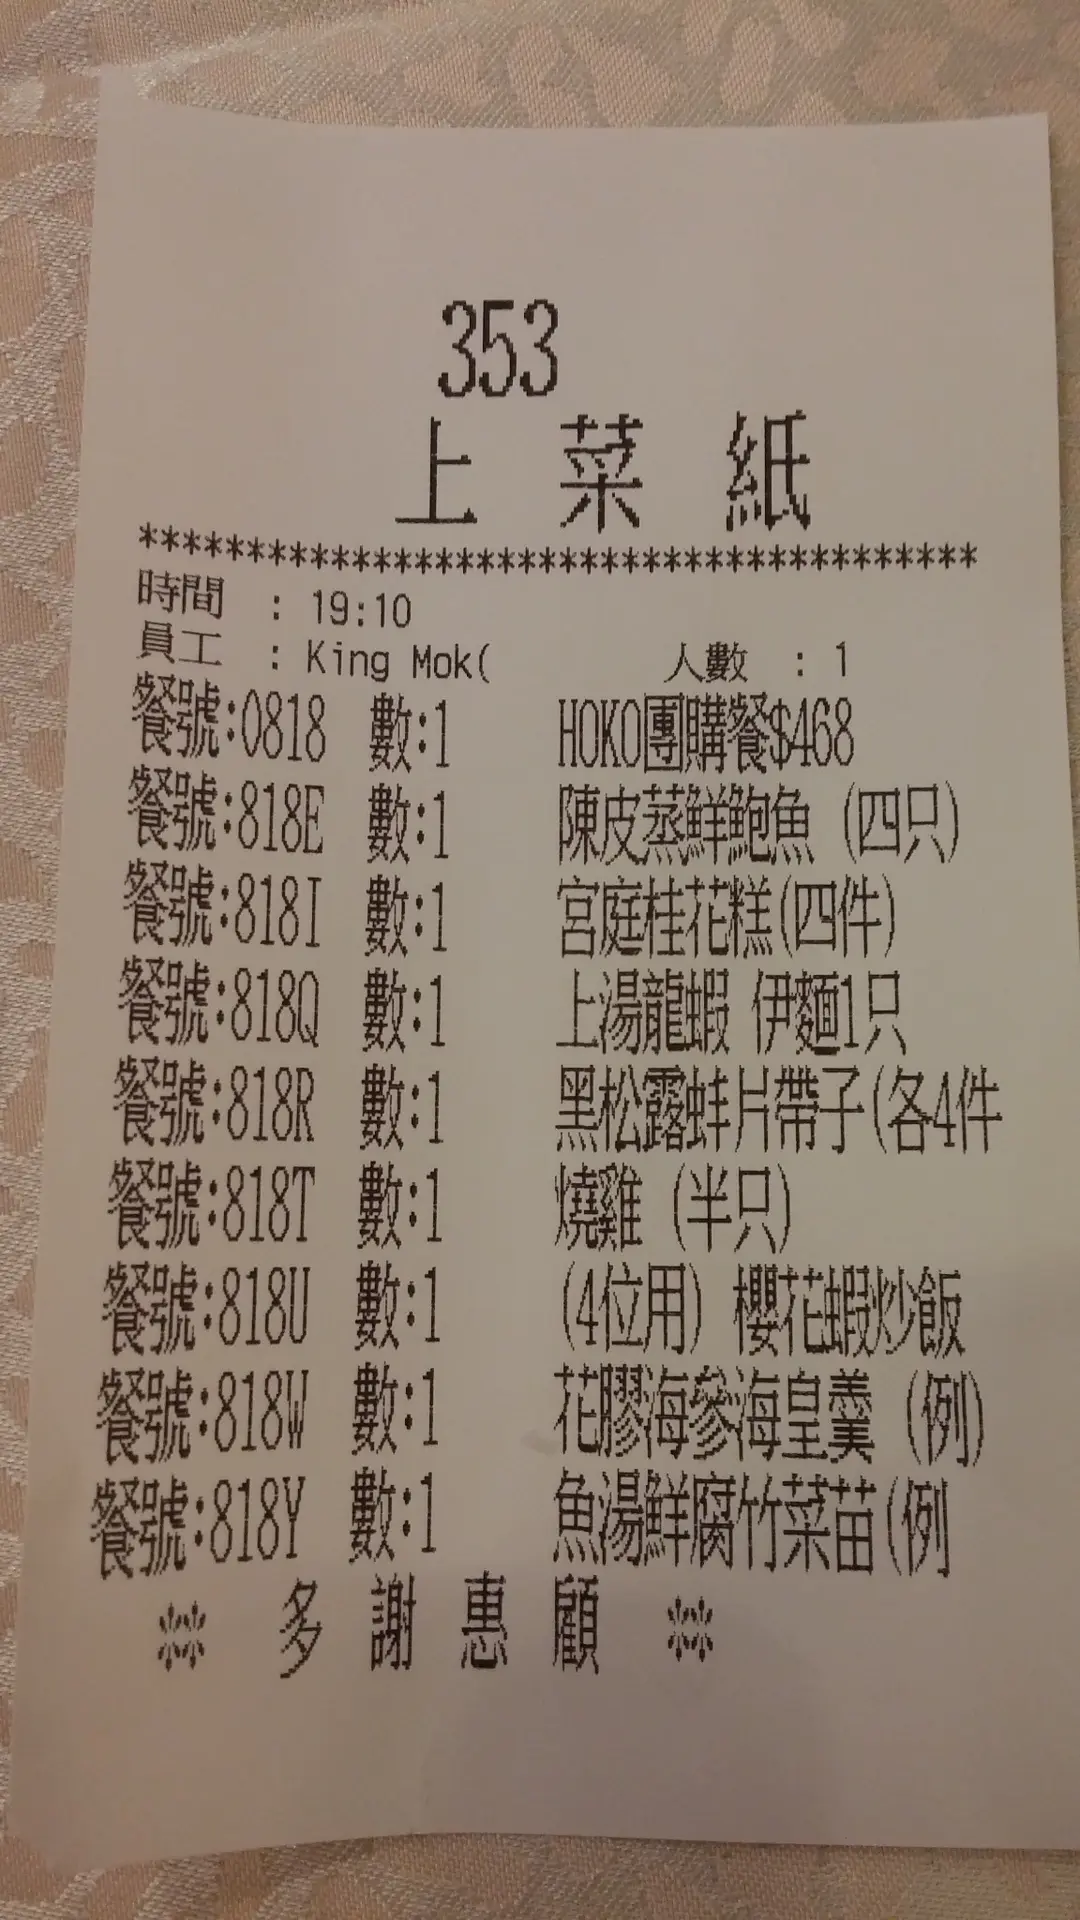 353
上菜紙
****************************************
時間 : 19:10
員工 : King Mok( 人數 : 1
餐號:0818 數:1 HOKO團購餐$468
餐號:818E 數:1 陳皮蒸鮮鮑魚 (四只)
餐號:818I 數:1 宮庭桂花糕(四件)
餐號:818Q 數:1 上湯龍蝦 伊麵1只
餐號:818R 數:1 黑松露蚌片帶子(各4件
餐號:818T 數:1 燒雞 (半只)
餐號:818U 數:1 (4位用) 櫻花蝦炒飯
餐號:818W 數:1 花膠海參海皇羹 (例)
餐號:818Y 數:1 魚湯鮮腐竹菜苗(例
** 多謝惠顧 **